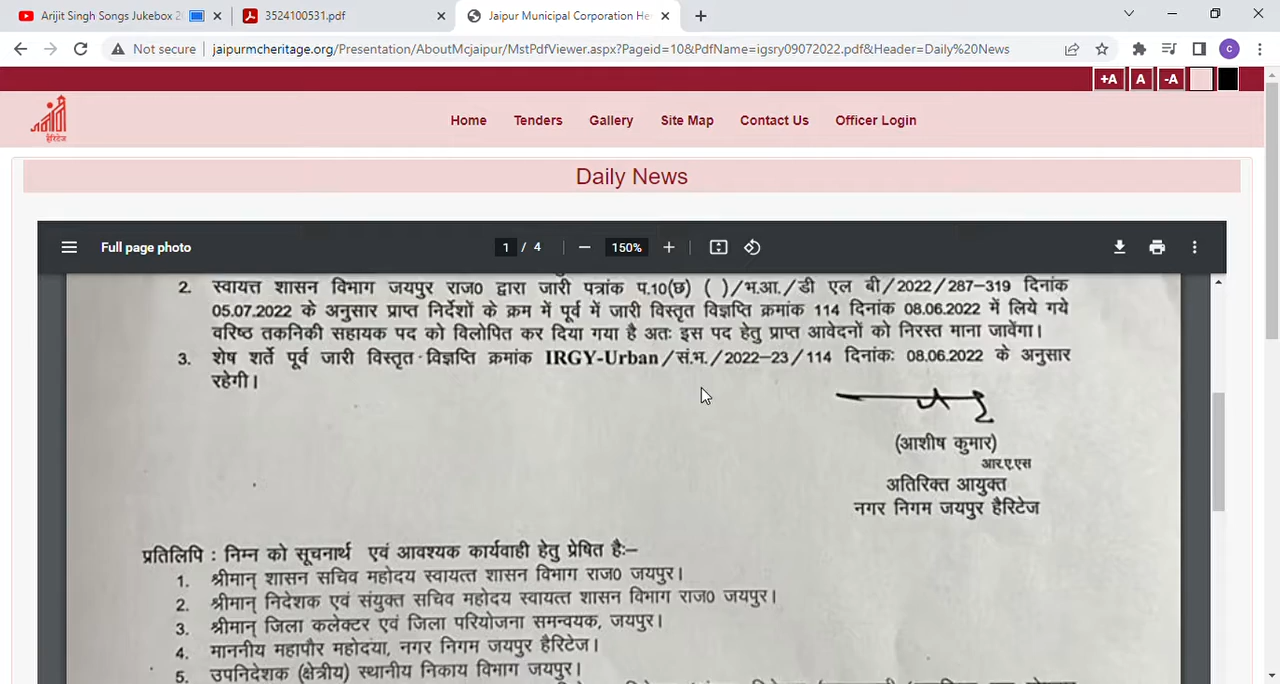 Arijit Singh Songs Jukebox 2
3524100531.pdf
Jaipur Municipal Corporation He
Not secure
jaipurmcheritage.org/Presentation/AboutMcjaipur/MstPdfViewer.aspx?Pageid=10&PdfName=igsry09072022.pdf&Header=Daily%20News
C
+A A -A
हैरिटेज
Home Tenders Gallery Site Map Contact Us Officer Login
Daily News
Full page photo 1 / 4 150%
2. स्वायत्त शासन विभाग जयपुर राज0 द्वारा जारी पत्रांक प.10(छ) ( )/भ.आ./डी एल बी/2022/287-319 दिनांक
05.07.2022 के अनुसार प्राप्त निर्देशों के क्रम में पूर्व में जारी विस्तृत विज्ञप्ति क्रमांक 114 दिनांक 08.06.2022 में लिये गये
वरिष्ठ तकनिकी सहायक पद को विलोपित कर दिया गया है अतः इस पद हेतु प्राप्त आवेदनों को निरस्त माना जावेंगा।
3. शेष शर्ते पूर्व जारी विस्तृत विज्ञप्ति क्रमांक IRGY-Urban/सं.भ./2022-23/114 दिनांकः 08.06.2022 के अनुसार
रहेगी।
(आशीष कुमार)
आर.ए.एस
अतिरिक्त आयुक्त
नगर निगम जयपुर हैरिटेज
प्रतिलिपि : निम्न को सूचनार्थ एवं आवश्यक कार्यवाही हेतु प्रेषित हैः–
1. श्रीमान् शासन सचिव महोदय स्वायत्त शासन विभाग राज0 जयपुर।
2. श्रीमान् निदेशक एवं संयुक्त सचिव महोदय स्वायत्त शासन विभाग राज0 जयपुर।
3. श्रीमान् जिला कलेक्टर एवं जिला परियोजना समन्वयक, जयपुर।
4. माननीय महापौर महोदया, नगर निगम जयपुर हैरिटेज।
5. उपनिदेशक (क्षेत्रीय) स्थानीय निकाय विभाग जयपुर।